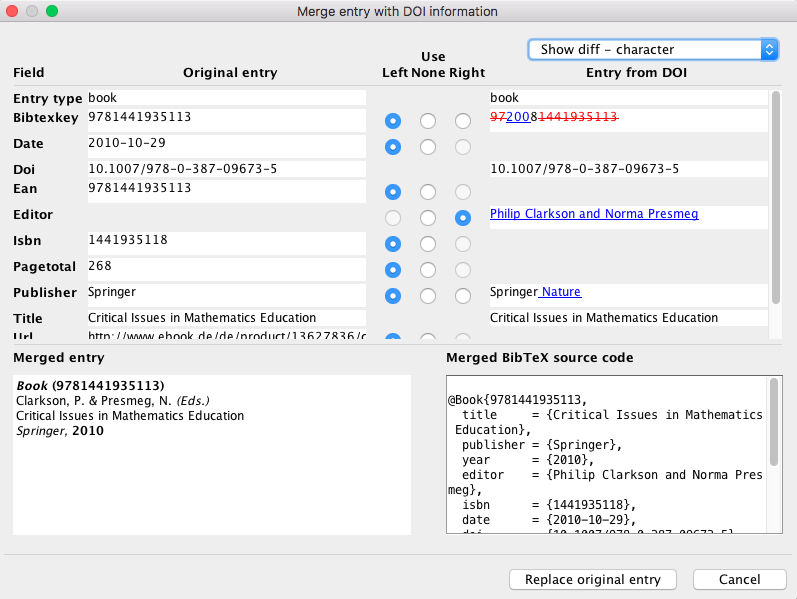 Merge entry with DOI information
Show diff - character
Use
Field Original entry Left None Right Entry from DOI
Entry type book book
Bibtexkey 9781441935113 9720081441935113
Date 2010-10-29
Doi 10.1007/978-0-387-09673-5 10.1007/978-0-387-09673-5
Ean 9781441935113
Editor Philip Clarkson and Norma Presmeg
Isbn 1441935118
Pagetotal 268
Publisher Springer Springer Nature
Title Critical Issues in Mathematics Education Critical Issues in Mathematics Education
Url http://www.ebook.de/de/product/13627836/
Merged entry
Book (9781441935113)
Clarkson, P. & Presmeg, N. (Eds.)
Critical Issues in Mathematics Education
Springer, 2010
Merged BibTeX source code
@Book{9781441935113,
title = {Critical Issues in Mathematics
Education},
publisher = {Springer},
year = {2010},
editor = {Philip Clarkson and Norma Pres
meg},
isbn = {1441935118},
date = {2010-10-29},
doi = {10.1007/978-0-387-09673-5}
Replace original entry Cancel